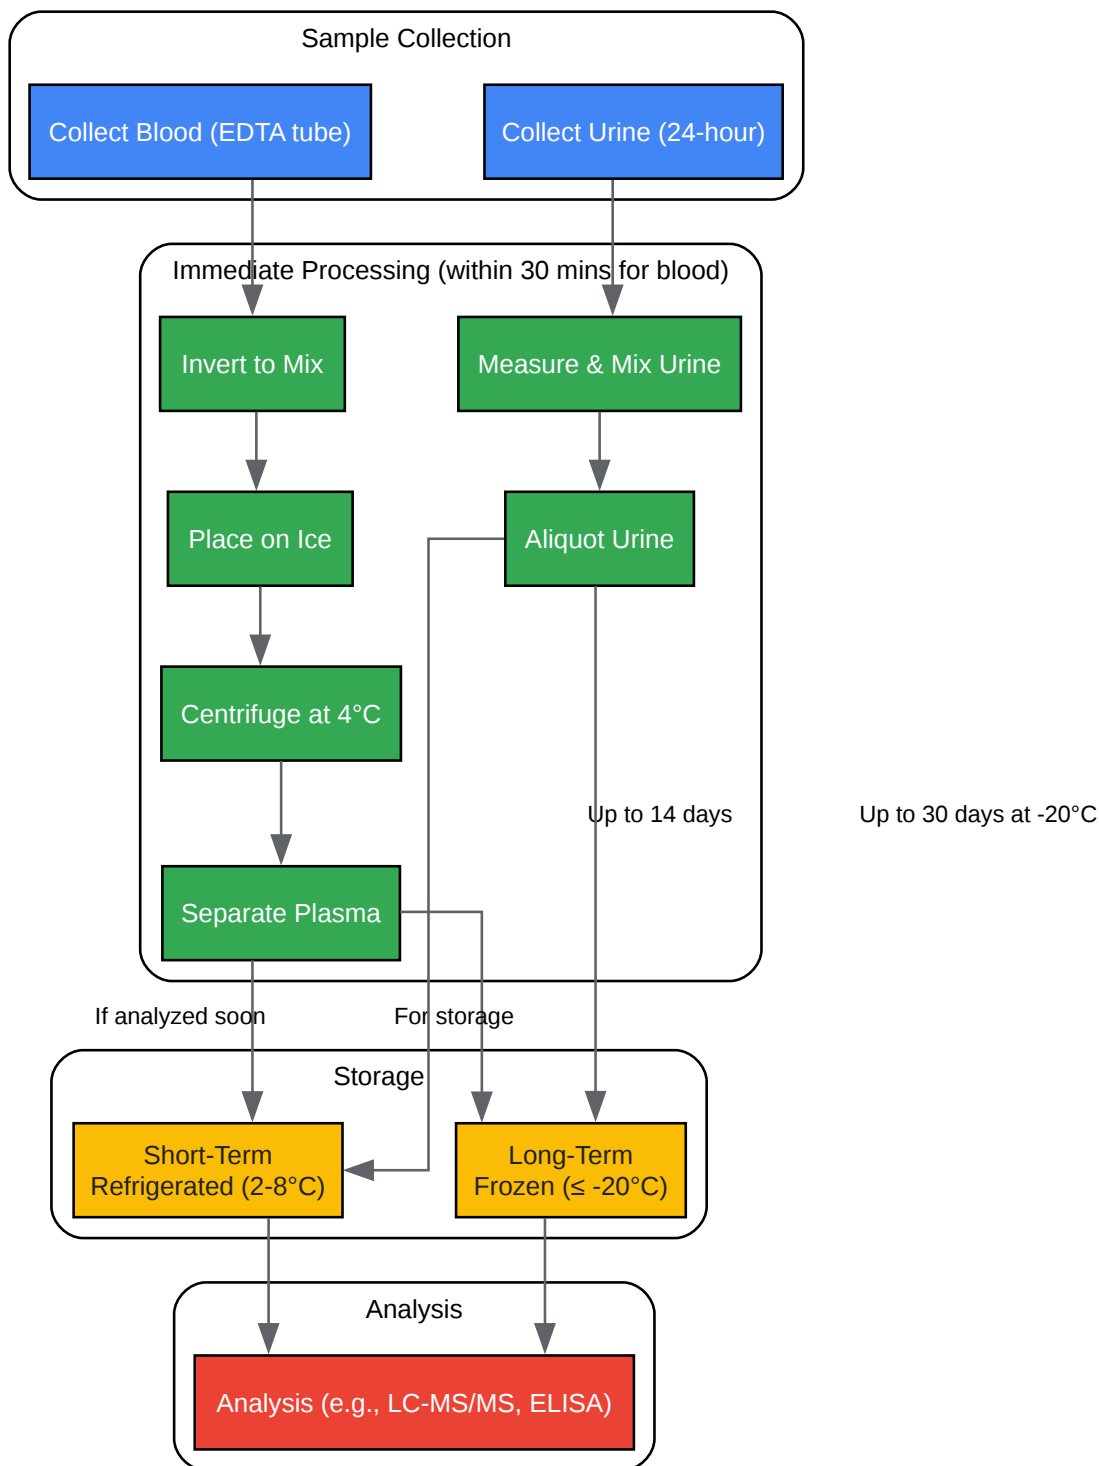 Sample Collection
Collect Blood (EDTA tube)
Collect Urine (24-hour)
Immediate Processing (within 30 mins for blood)
Invert to Mix
Measure & Mix Urine
Place on Ice
Aliquot Urine
Centrifuge at 4°C
Up to 14 days
Up to 30 days at -20°C
Separate Plasma
If analyzed soon
For storage
Storage
Short-Term
Refrigerated (2-8°C)
Long-Term
Frozen (≤ -20°C)
Analysis
Analysis (e.g., LC-MS/MS, ELISA)